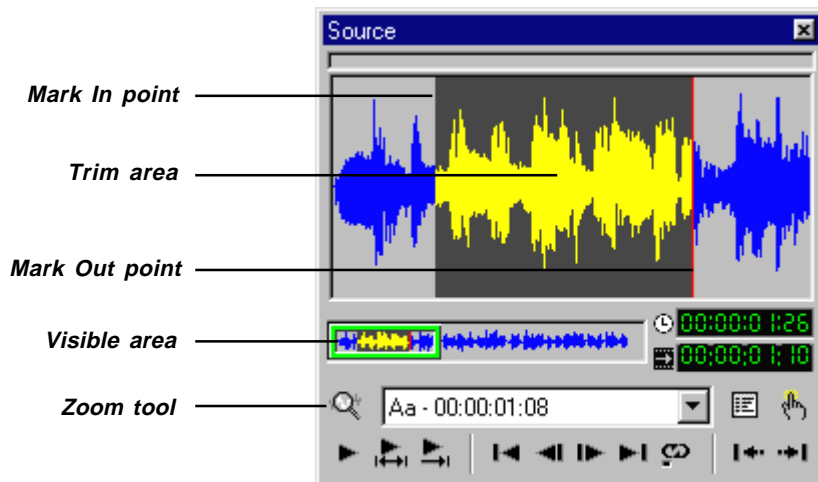 Source
Mark In point
Trim area
Mark Out point
Visible area
00:00:01:26
00;00;01;10
Zoom tool
Aa - 00:00:01:08